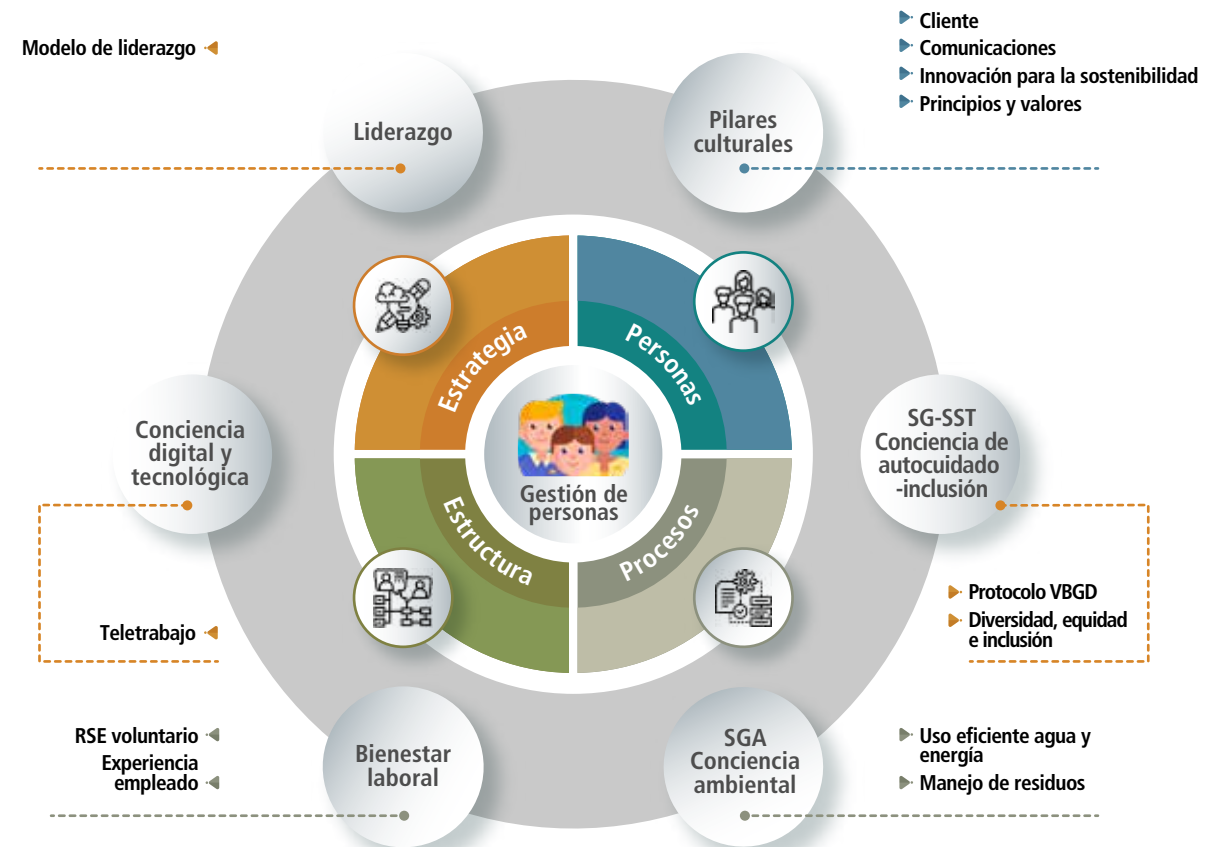 Modelo de liderazgo
Cliente
Comunicaciones
Innovación para la sostenibilidad
Principios y valores
Liderazgo
Pilares
culturales
Estrategia
Personas
Conciencia
digital y
tecnológica
Gestión de
personas
SG-SST
Conciencia de
autocuidado
-inclusión
Estructura
Procesos
Teletrabajo
Protocolo VBGD
Diversidad, equidad
e inclusión
RSE voluntario
Experiencia
empleado
Bienestar
laboral
SGA
Conciencia
ambiental
Uso eficiente agua y
energía
Manejo de residuos